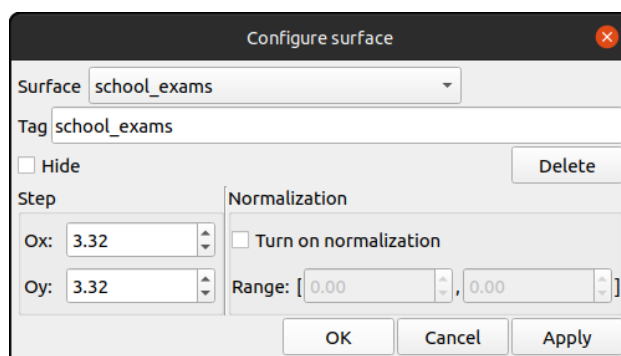 Configure surface
Surface school_exams
Tag school_exams
Hide Delete
Step Normalization
Ox: 3.32 Turn on normalization
Oy: 3.32 Range: [ 0.00 , 0.00 ]
OK Cancel Apply